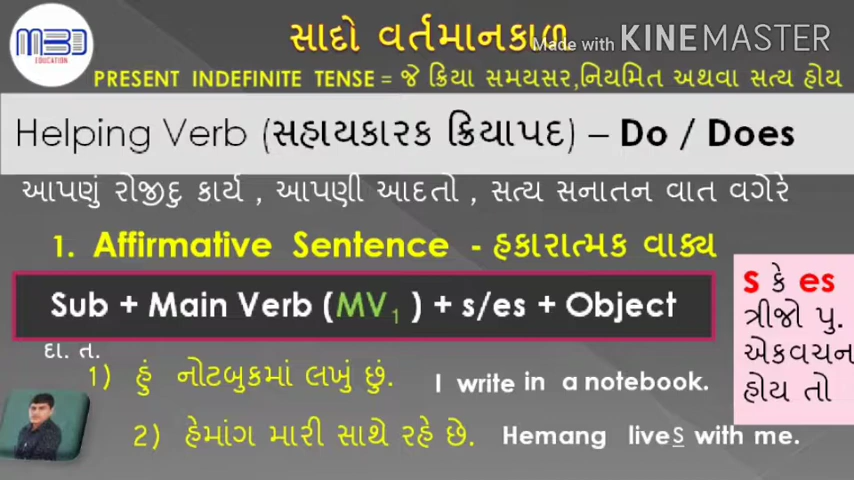 MBD
EDUCATION
સાદો વર્તમાનકાળ
Made with KINEMASTER
PRESENT INDEFINITE TENSE = જે ક્રિયા સમયસર,નિયમિત અથવા સત્ય હોય
Helping Verb (સહાયકારક ક્રિયાપદ) – Do / Does
આપણું રોજીદુ કાર્ય , આપણી આદતો , સત્ય સનાતન વાત વગેરે
1. Affirmative Sentence - હકારાત્મક વાક્ય
Sub + Main Verb (MV1 ) + s/es + Object
s કે es
ત્રીજો પુ.
એકવચન
હોય તો
દા. ત.
1) હું નોટબુકમાં લખું છું. I write in a notebook.
2) હેમાંગ મારી સાથે રહે છે. Hemang lives with me.